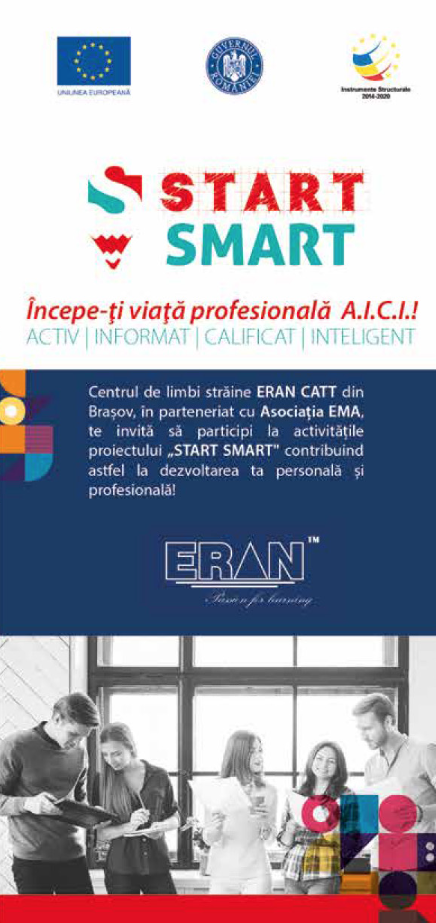 UNIUNEA EUROPEANĂ
GUVERNUL ROMÂNIEI
Instrumente Structurale
2014-2020
START
SMART
Începe-ţi viaţă profesională A.I.C.I.!
ACTIV | INFORMAT | CALIFICAT | INTELIGENT
Centrul de limbi străine ERAN CATT din
Brașov, în parteneriat cu Asociația EMA,
te invită să participi la activitățile
proiectului „START SMART" contribuind
astfel la dezvoltarea ta personală și
profesională!
ERAN™
Passion for learning